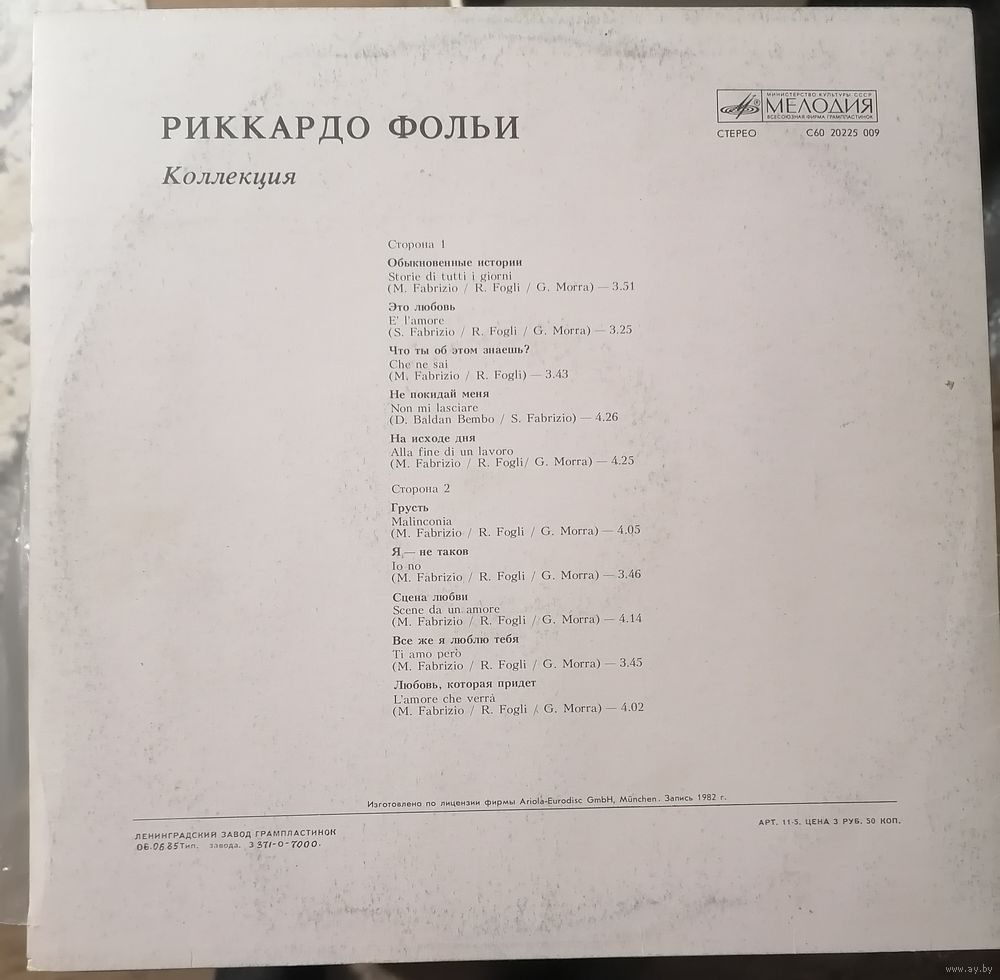 РИККАРДО ФОЛЬИ
Коллекция
МИНИСТЕРСТВО КУЛЬТУРЫ СССР
МЕЛОДИЯ
ВСЕСОЮЗНАЯ ФИРМА ГРАМПЛАСТИНОК
СТЕРЕО С60 20225 009
Сторона 1
Обыкновенные истории
Storie di tutti i giorni
(M. Fabrizio / R. Fogli / G. Morra) — 3.51
Это любовь
E' l'amore
(S. Fabrizio / R. Fogli / G. Morra) — 3.25
Что ты об этом знаешь?
Che ne sai
(M. Fabrizio / R. Fogli) — 3.43
Не покидай меня
Non mi lasciare
(D. Baldan Bembo / S. Fabrizio) — 4.26
На исходе дня
Alla fine di un lavoro
(M. Fabrizio / R. Fogli/ G. Morra) — 4.25
Сторона 2
Грусть
Malinconia
(M. Fabrizio / R. Fogli / G. Morra) — 4.05
Я — не таков
Io no
(M. Fabrizio / R. Fogli / G. Morra) — 3.46
Сцена любви
Scene da un amore
(M. Fabrizio / R. Fogli / G. Morra) — 4.14
Все же я люблю тебя
Ti amo però
(M. Fabrizio / R. Fogli / G. Morra) — 3.45
Любовь, которая придет
L'amore che verrà
(M. Fabrizio / R. Fogli / G. Morra) — 4.02
Изготовлено по лицензии фирмы Ariola-Eurodisc GmbH, München. Запись 1982 г.
ЛЕНИНГРАДСКИЙ ЗАВОД ГРАМПЛАСТИНОК
06.06.85 Тип. завода. З 371-0-7000.
АРТ. 11-5. ЦЕНА 3 РУБ. 50 КОП.
www.ay.by